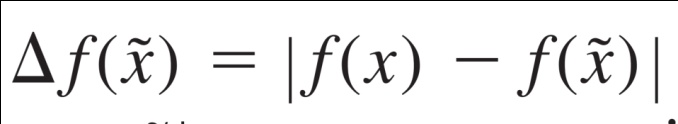 Δf(x̃) = |f(x) − f(x̃)|